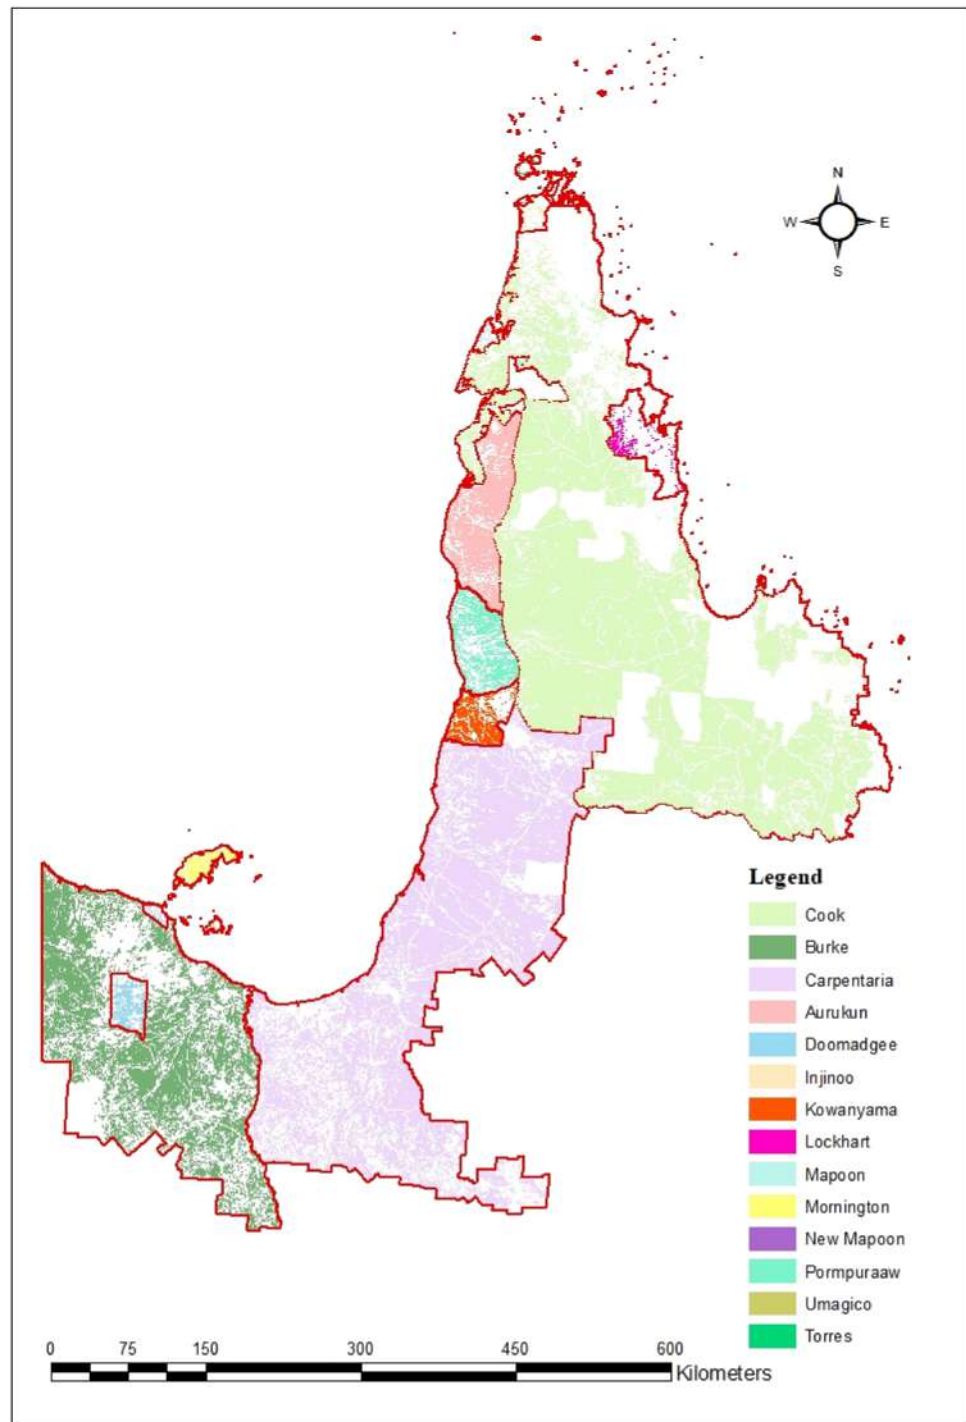 N
W E
S
Legend
Cook
Burke
Carpentaria
Aurukun
Doomadgee
Injinoo
Kowanyama
Lockhart
Mapoon
Mornington
New Mapoon
Pormpuraaw
Umagico
Torres
0 75 150 300 450 600
Kilometers